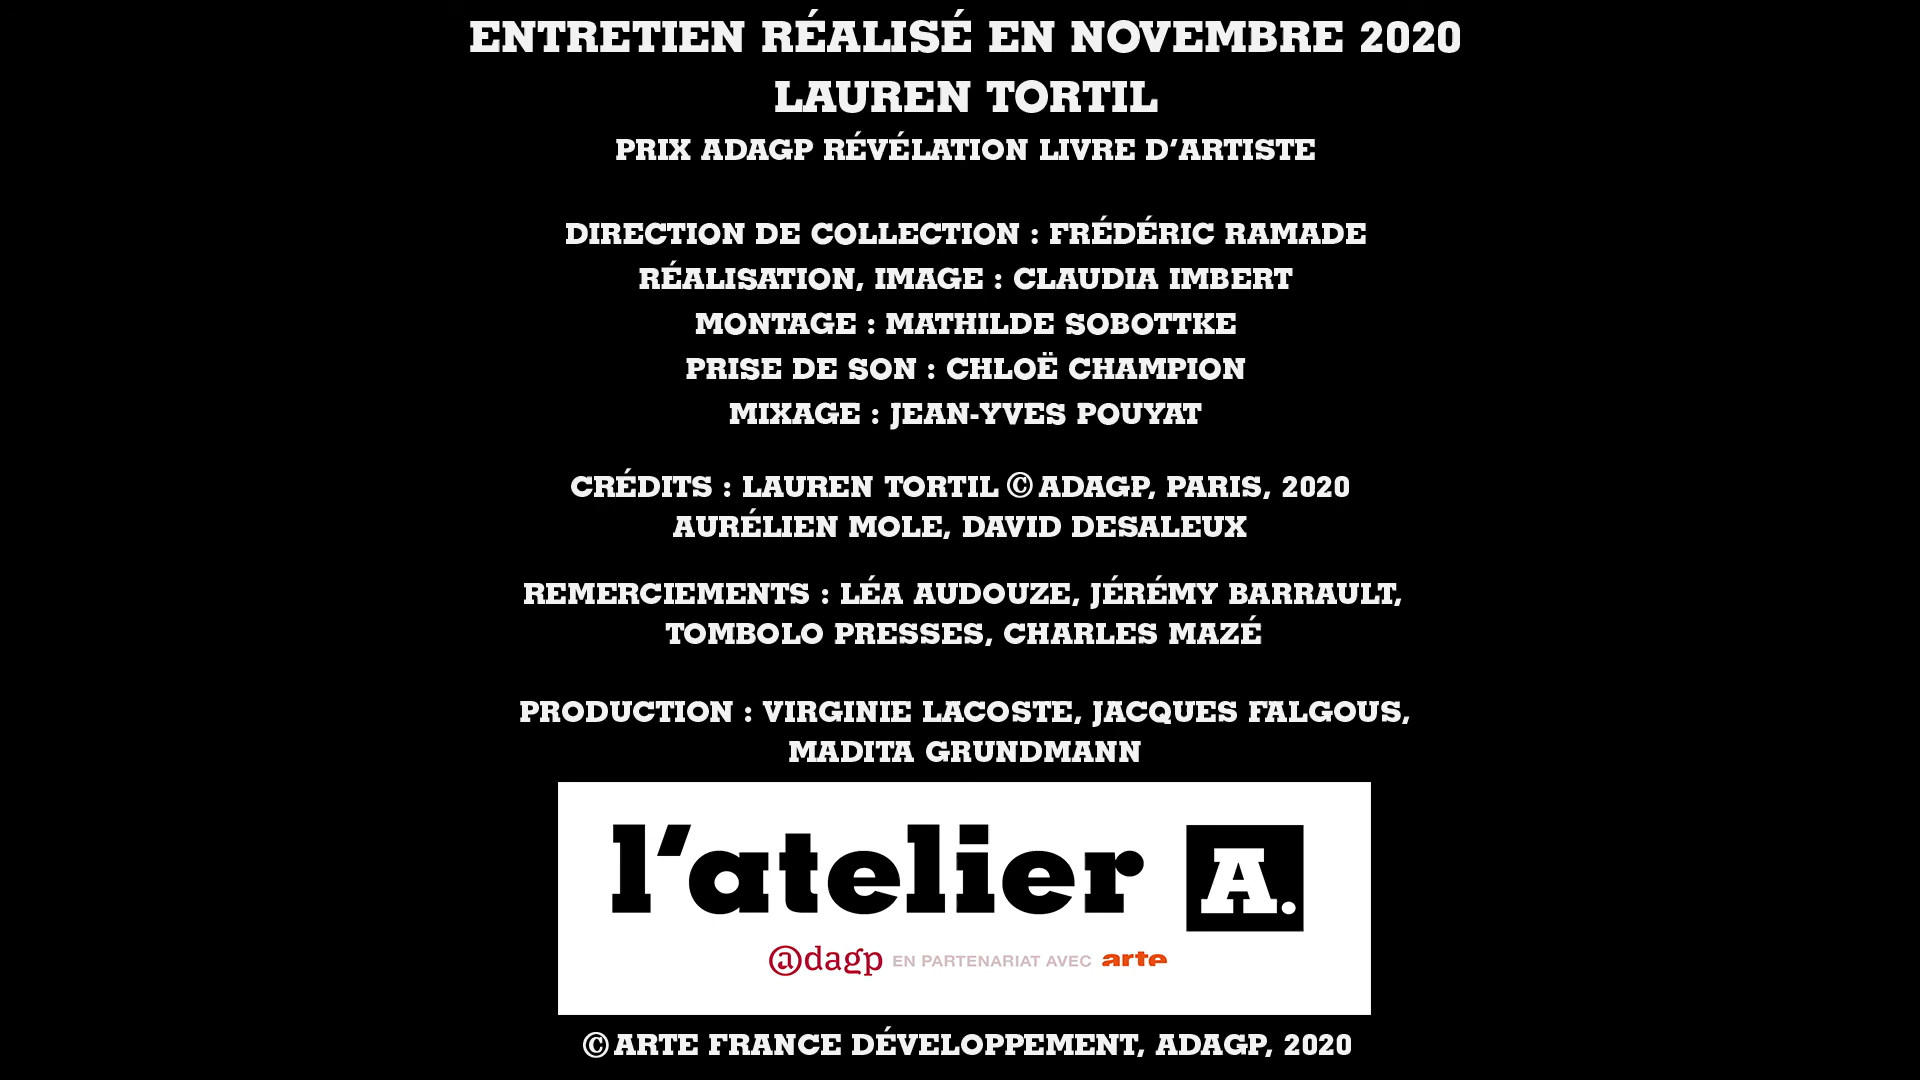 ENTRETIEN RÉALISÉ EN NOVEMBRE 2020
LAUREN TORTIL
PRIX ADAGP RÉVÉLATION LIVRE D’ARTISTE
DIRECTION DE COLLECTION : FRÉDÉRIC RAMADE
RÉALISATION, IMAGE : CLAUDIA IMBERT
MONTAGE : MATHILDE SOBOTTKE
PRISE DE SON : CHLOË CHAMPION
MIXAGE : JEAN-YVES POUYAT
CRÉDITS : LAUREN TORTIL © ADAGP, PARIS, 2020
AURÉLIEN MOLE, DAVID DESALEUX
REMERCIEMENTS : LÉA AUDOUZE, JÉRÉMY BARRAULT,
TOMBOLO PRESSES, CHARLES MAZÉ
PRODUCTION : VIRGINIE LACOSTE, JACQUES FALGOUS,
MADITA GRUNDMANN
l’atelier A.
@dagp EN PARTENARIAT AVEC arte
© ARTE FRANCE DÉVELOPPEMENT, ADAGP, 2020